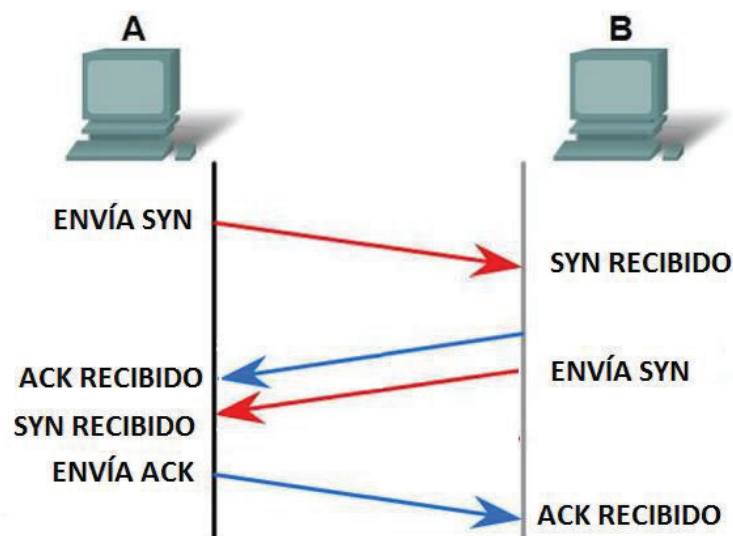 A
B
ENVÍA SYN
SYN RECIBIDO
ACK RECIBIDO
ENVÍA SYN
SYN RECIBIDO
ENVÍA ACK
ACK RECIBIDO